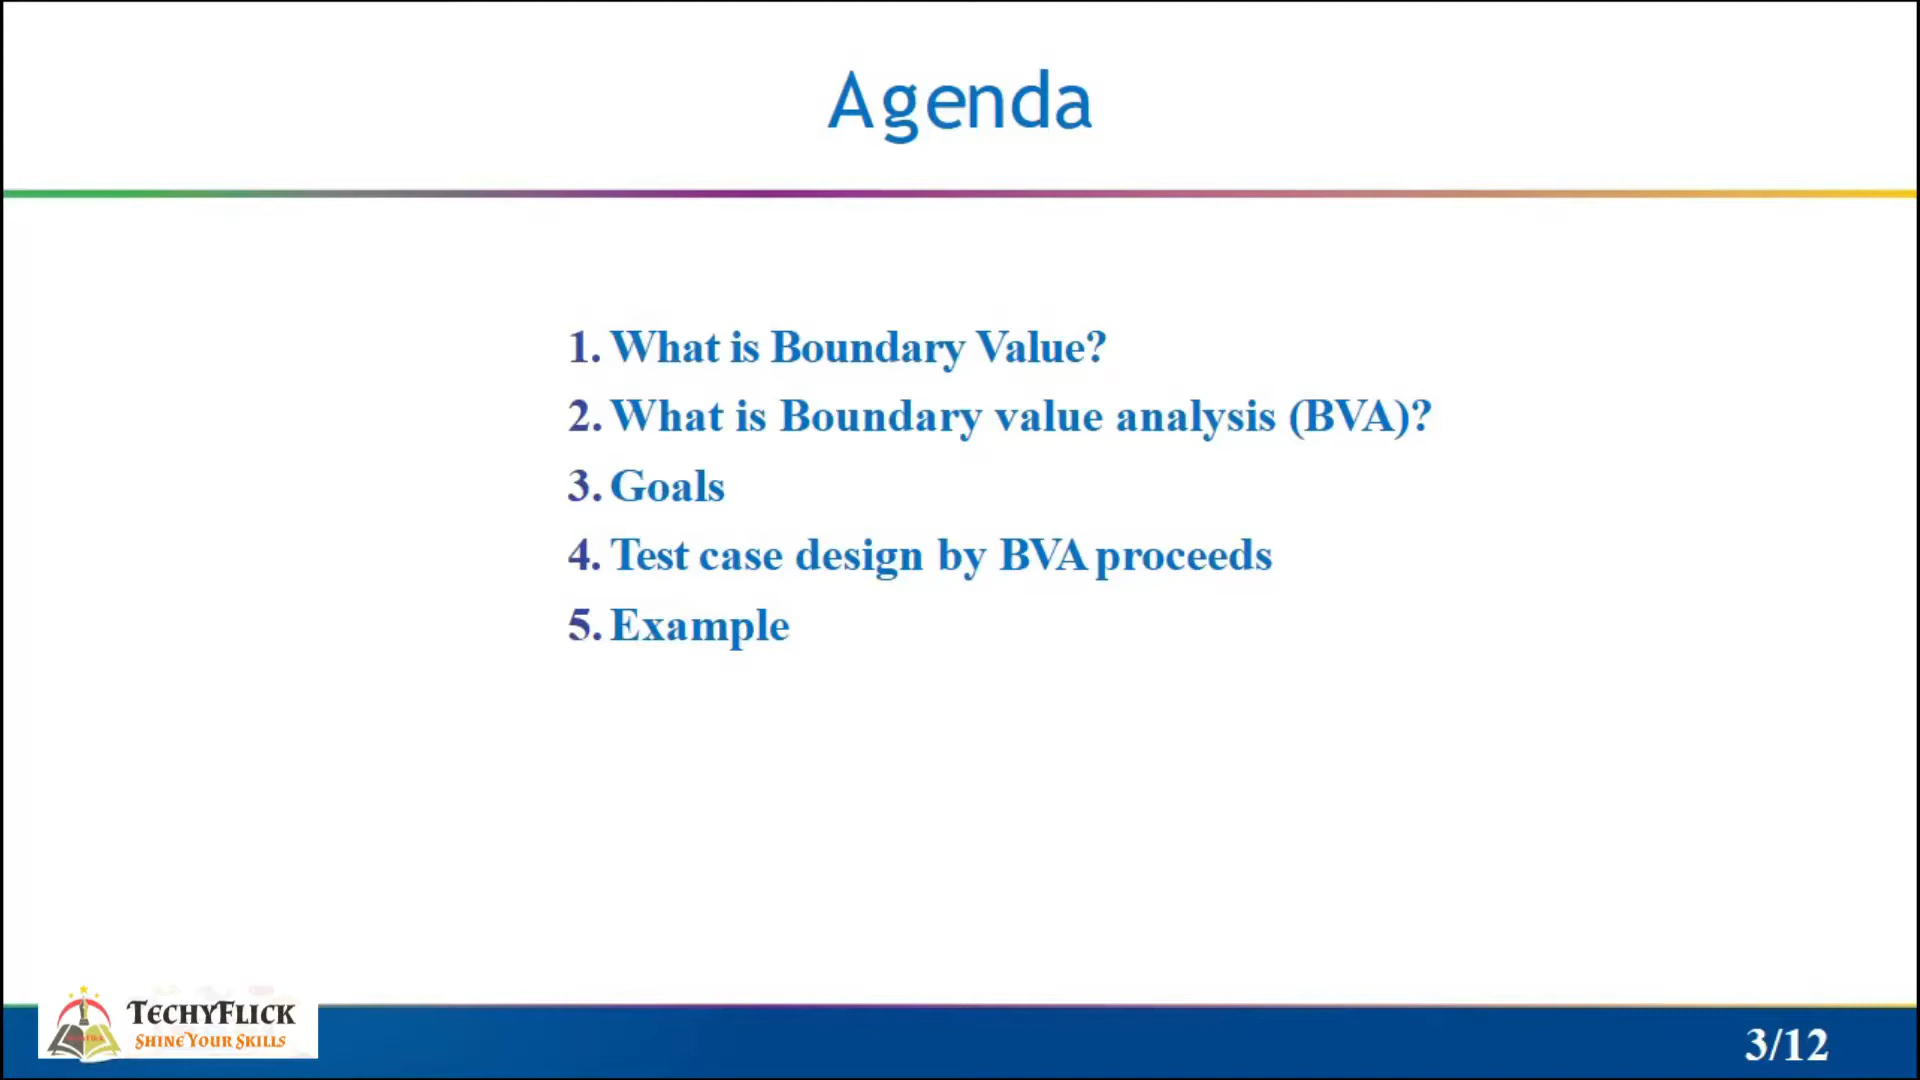 Agenda
1. What is Boundary Value?
2. What is Boundary value analysis (BVA)?
3. Goals
4. Test case design by BVA proceeds
5. Example
TECHYFLICK
SHINE YOUR SKILLS
3/12